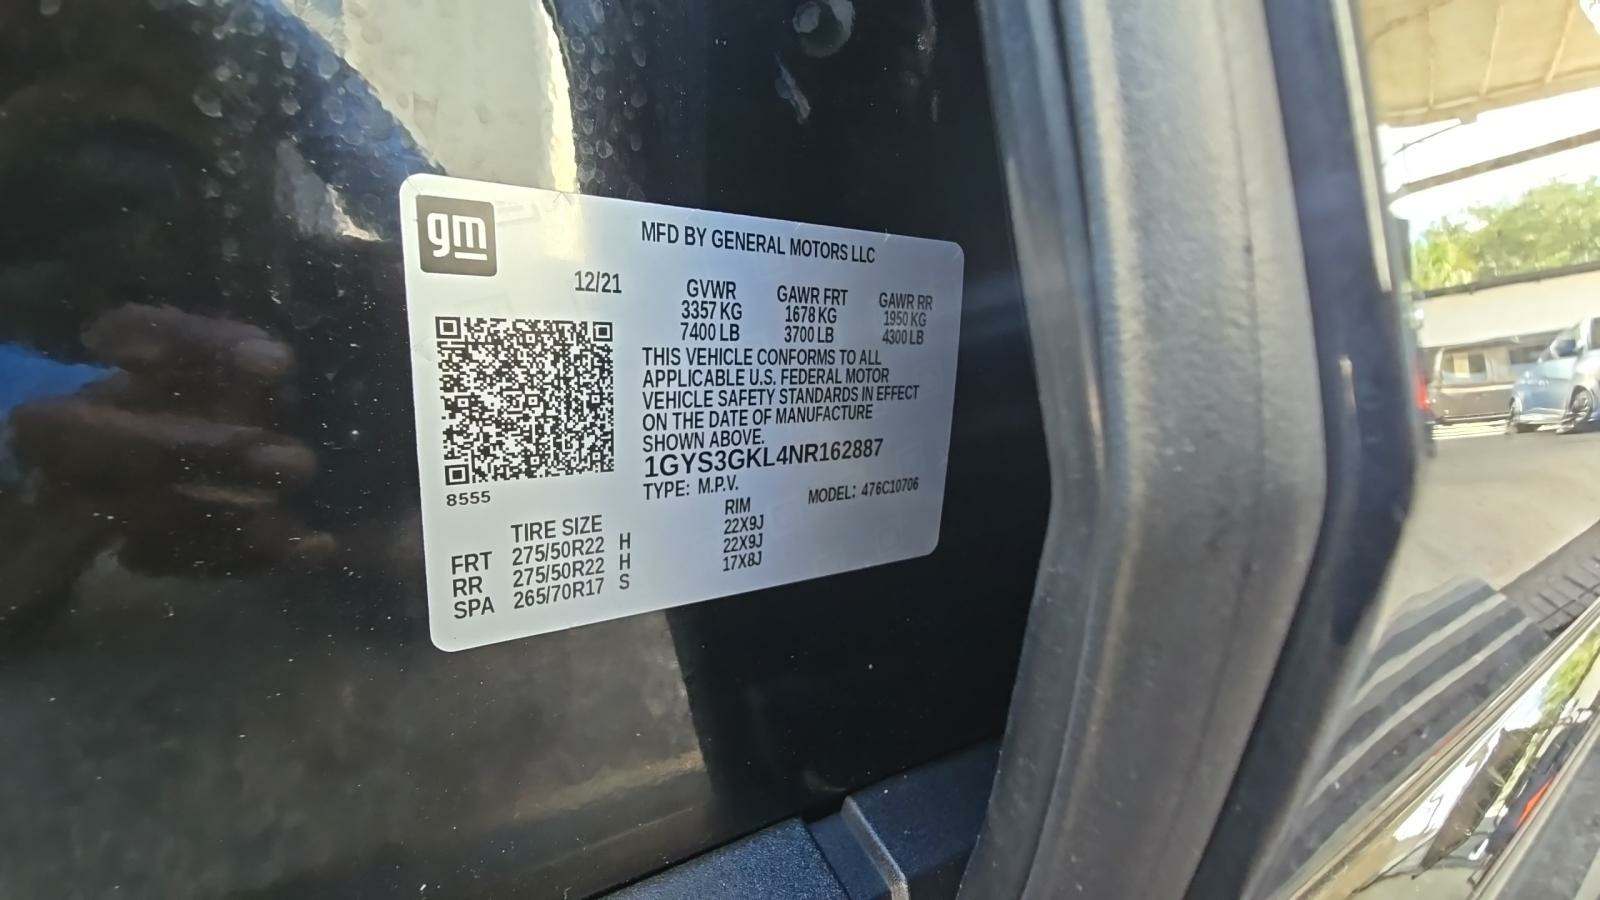 gm
MFD BY GENERAL MOTORS LLC
12/21
GVWR GAWR FRT GAWR RR
3357 KG 1678 KG 1950 KG
7400 LB 3700 LB 4300 LB
THIS VEHICLE CONFORMS TO ALL
APPLICABLE U.S. FEDERAL MOTOR
VEHICLE SAFETY STANDARDS IN EFFECT
ON THE DATE OF MANUFACTURE
SHOWN ABOVE.
1GYS3GKL4NR162887
TYPE: M.P.V. MODEL: 476C10706
8555
TIRE SIZE RIM
FRT 275/50R22 H 22X9J
RR 275/50R22 H 22X9J
SPA 265/70R17 S 17X8J